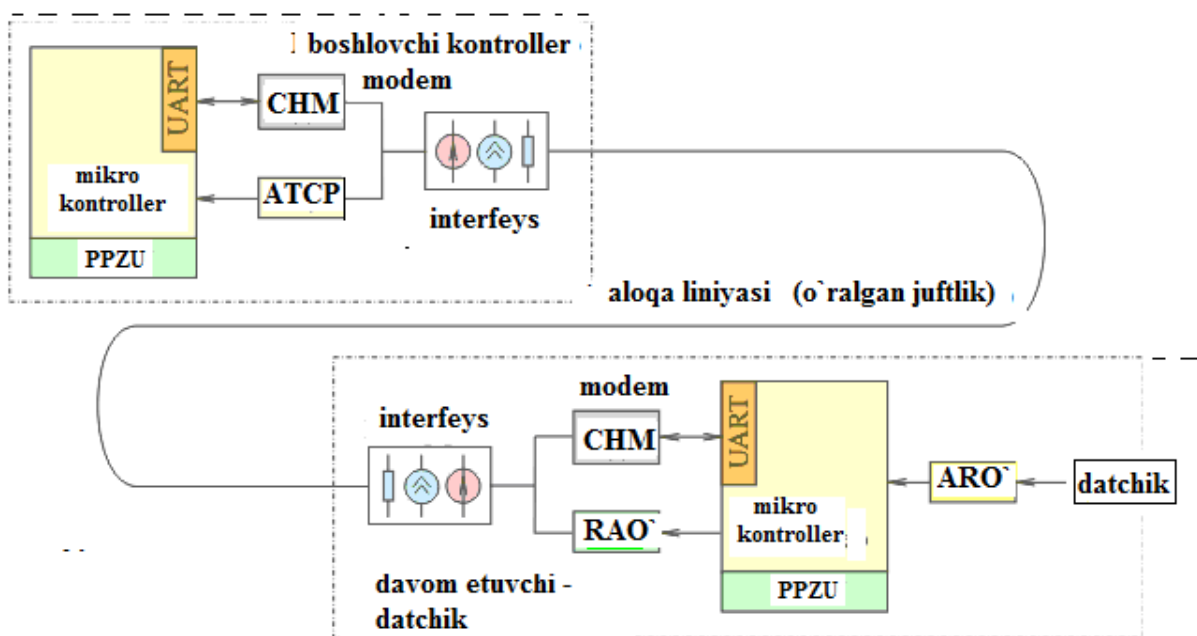 boshlovchi kontroller
modem
UART
CHM
mikro
kontroller
ATCP
interfeys
PPZU
aloqa liniyasi (o`ralgan juftlik)
modem
interfeys
UART
CHM
ARO`
datchik
mikro
kontroller
RAO`
davom etuvchi -
datchik
PPZU